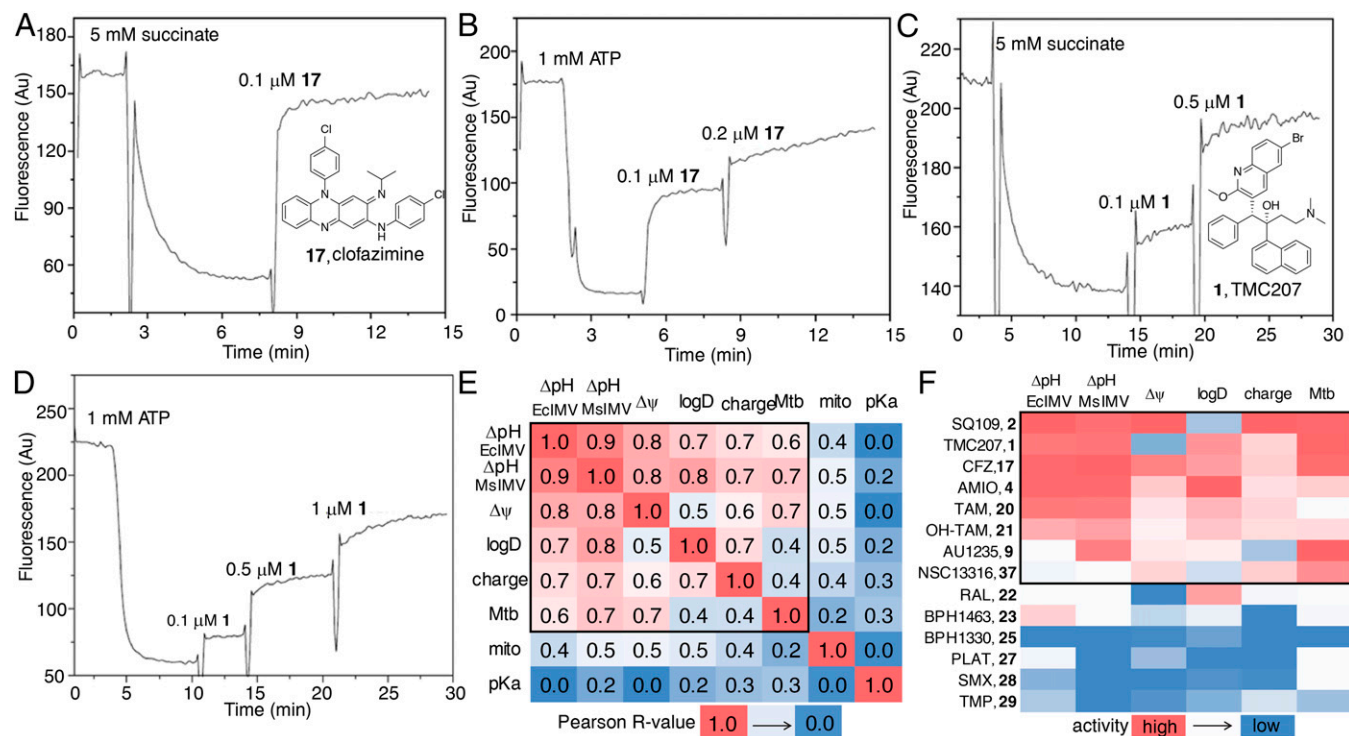 A
5 mM succinate
0.1 μM 17
Fluorescence (Au)
180
150
120
90
60
Cl
N
N
N
NH
Cl
17, clofazimine
0
3
6
9
12
15
Time (min)
B
1 mM ATP
0.2 μM 17
0.1 μM 17
Fluorescence (Au)
200
150
100
50
0
0
3
6
9
12
15
Time (min)
C
5 mM succinate
0.5 μM 1
0.1 μM 1
Fluorescence (Au)
220
200
180
160
140
Br
N
O
OH
N
1, TMC207
0
5
10
15
20
25
30
Time (min)
D
1 mM ATP
1 μM 1
0.5 μM 1
0.1 μM 1
Fluorescence (Au)
250
200
150
100
50
0
5
10
15
20
25
30
Time (min)
E
ΔpH EcIMV ΔpH MsIMV Δψ logD charge Mtb mito pKa
ΔpH EcIMV 1.0 0.9 0.8 0.7 0.7 0.6 0.4 0.0
ΔpH MsIMV 0.9 1.0 0.8 0.8 0.7 0.7 0.5 0.2
Δψ 0.8 0.8 1.0 0.5 0.6 0.7 0.5 0.0
logD 0.7 0.8 0.5 1.0 0.7 0.4 0.5 0.2
charge 0.7 0.7 0.6 0.7 1.0 0.4 0.4 0.3
Mtb 0.6 0.7 0.7 0.4 0.4 1.0 0.2 0.3
mito 0.4 0.5 0.5 0.5 0.4 0.2 1.0 0.0
pKa 0.0 0.2 0.0 0.2 0.3 0.3 0.0 1.0
Pearson R-value 1.0 → 0.0
F
ΔpH EcIMV ΔpH MsIMV Δψ logD charge Mtb
SQ109, 2
TMC207, 1
CFZ, 17
AMIO, 4
TAM, 20
OH-TAM, 21
AU1235, 9
NSC13316, 37
RAL, 22
BPH1463, 23
BPH1330, 25
PLAT, 27
SMX, 28
TMP, 29
activity high → low